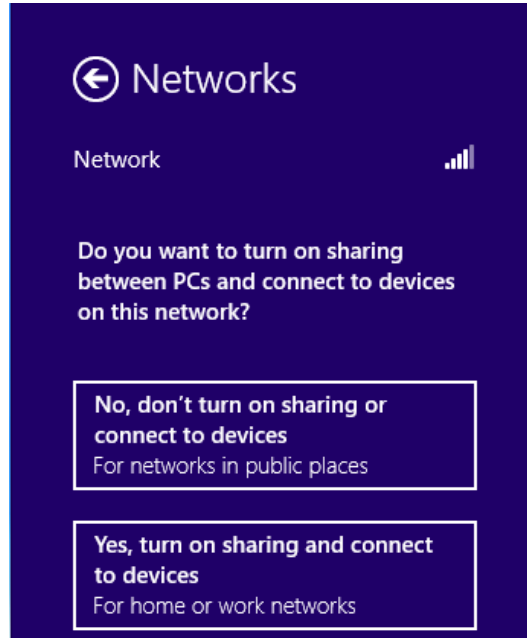 Networks
Network
Do you want to turn on sharing
between PCs and connect to devices
on this network?
No, don't turn on sharing or
connect to devices
For networks in public places
Yes, turn on sharing and connect
to devices
For home or work networks